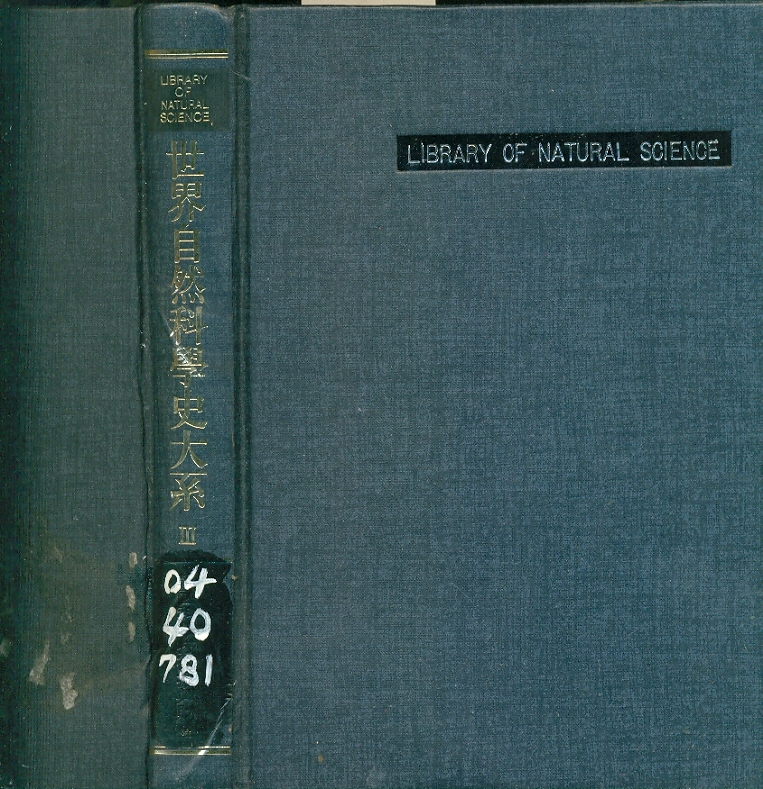 LIBRARY
OF
NATURAL
SCIENCE
世界自然科學史大系
III
04
40
781
LIBRARY OF NATURAL SCIENCE